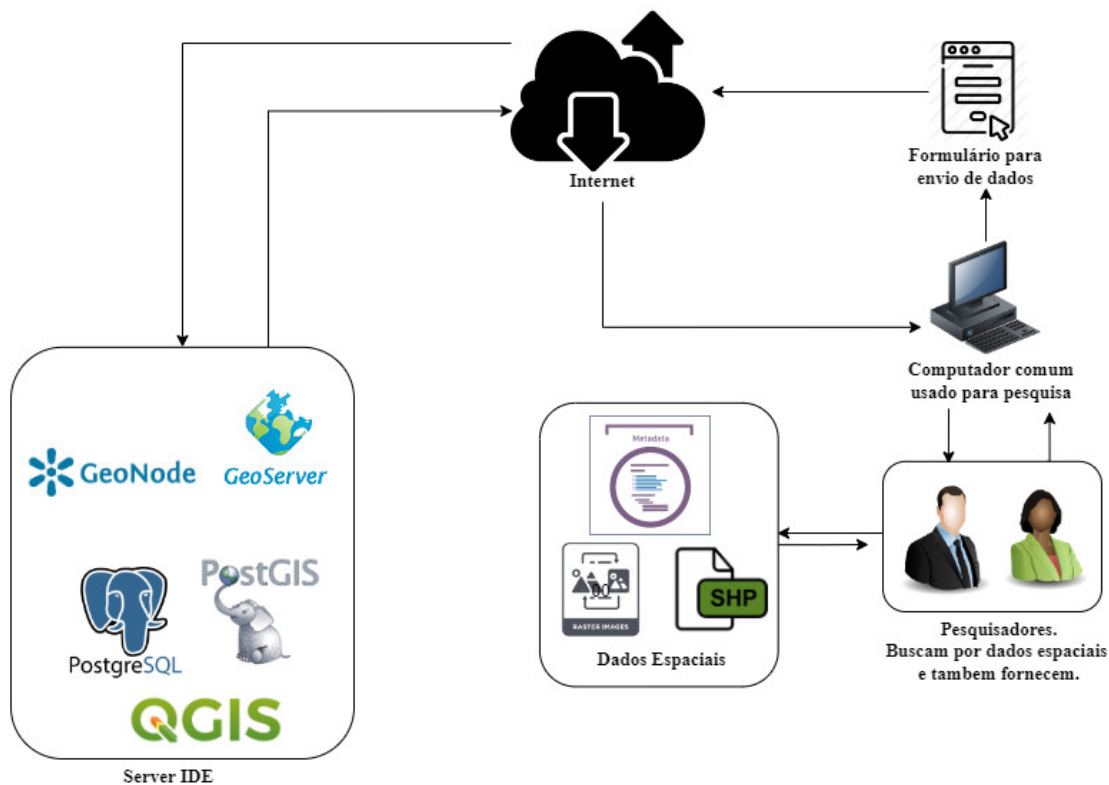 Internet
Formulário para
envio de dados
Computador comum
usado para pesquisa
GeoNode
GeoServer
PostGIS
PostgreSQL
QGIS
Server IDE
Metadata
RASTER IMAGES
SHP
Dados Espaciais
Pesquisadores.
Buscam por dados espaciais
e tambem fornecem.